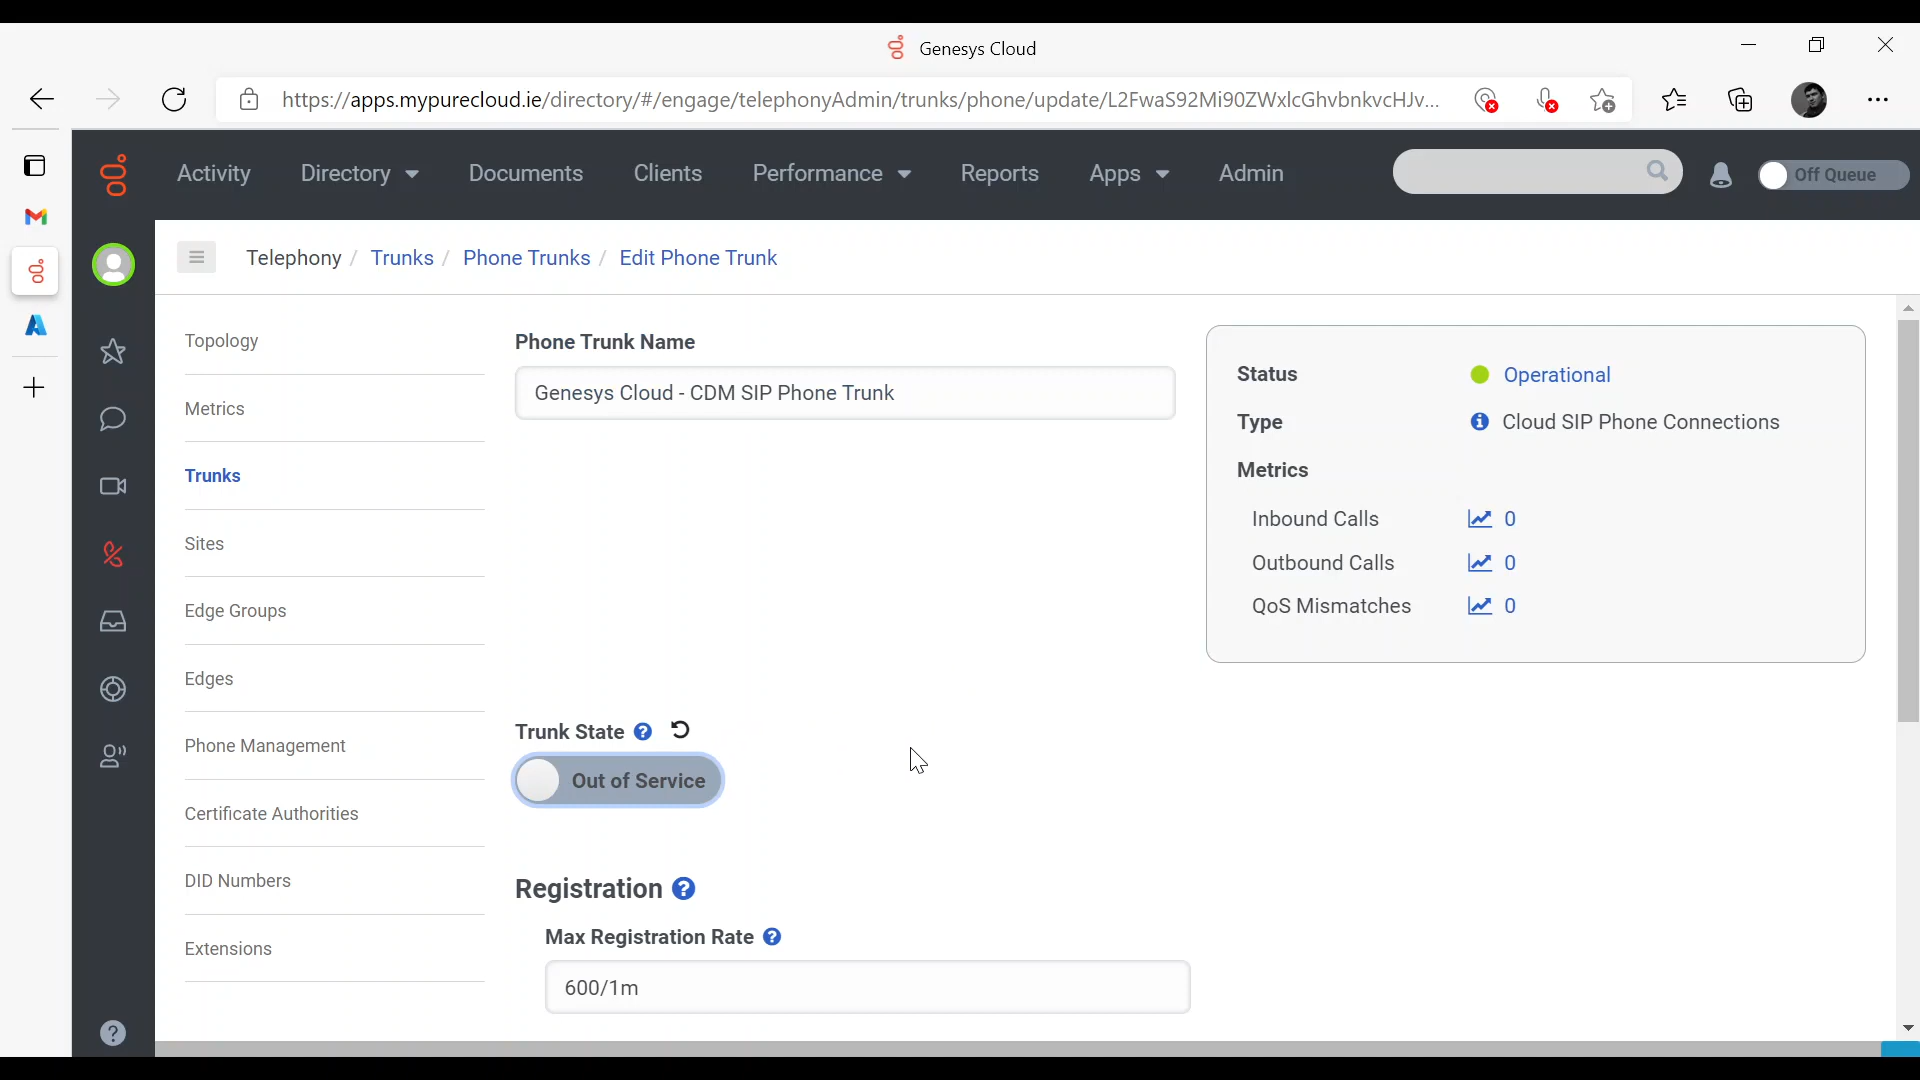 Genesys Cloud
https://apps.mypurecloud.ie/directory/#/engage/telephonyAdmin/trunks/phone/update/L2FwaS92Mi90ZWxlcGhvbnkvcHJv...
Activity Directory Documents Clients Performance Reports Apps Admin Off Queue
Telephony / Trunks / Phone Trunks / Edit Phone Trunk
Topology
Metrics
Trunks
Sites
Edge Groups
Edges
Phone Management
Certificate Authorities
DID Numbers
Extensions
Phone Trunk Name
Genesys Cloud - CDM SIP Phone Trunk
Trunk State ?
Out of Service
Registration ?
Max Registration Rate ?
600/1m
Status Operational
Type Cloud SIP Phone Connections
Metrics
Inbound Calls 0
Outbound Calls 0
QoS Mismatches 0